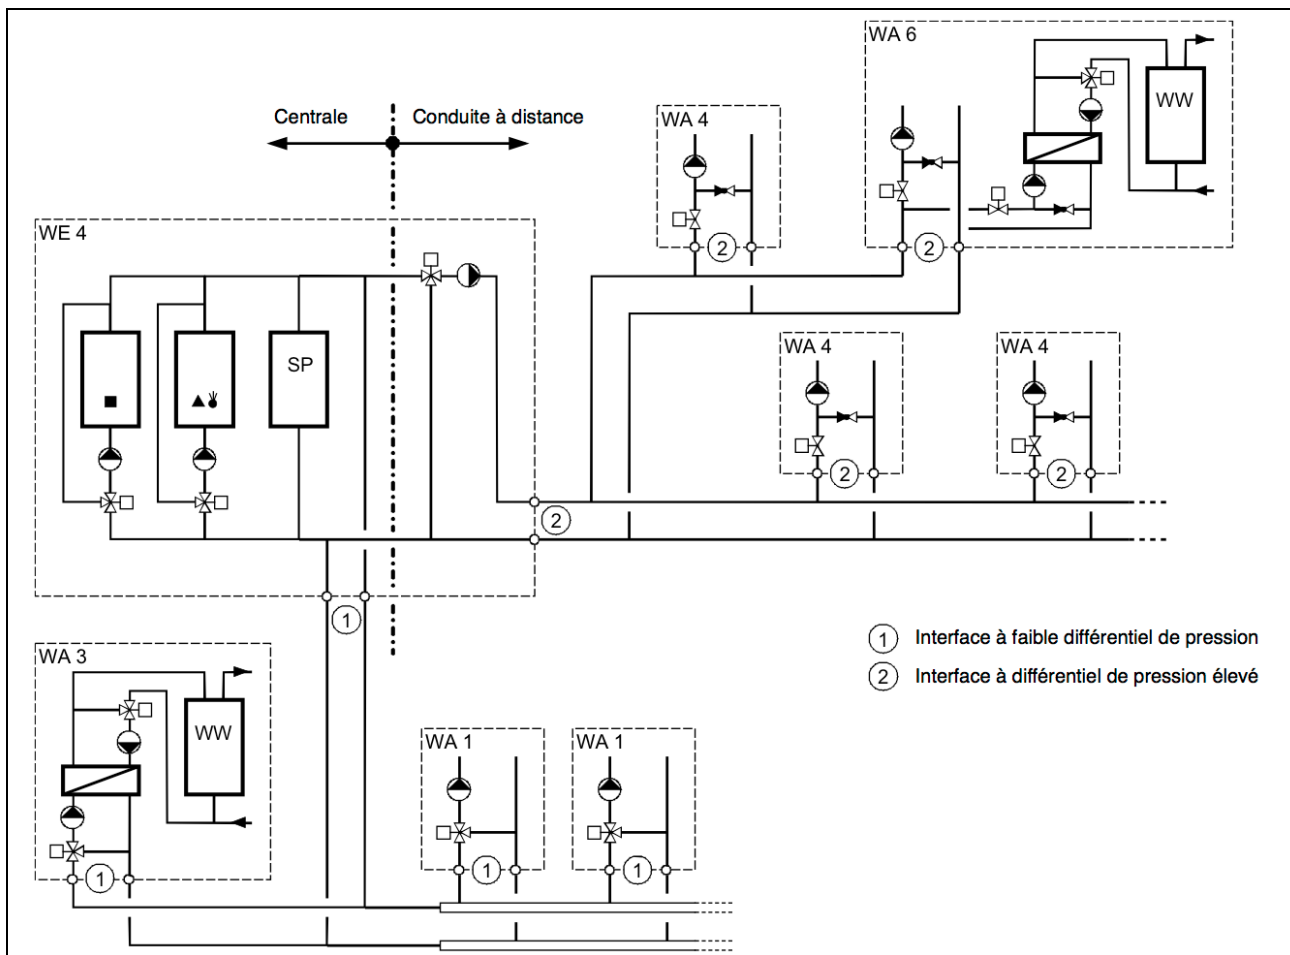 WA 6
WW
WA 4
2
2
Centrale
Conduite à distance
WE 4
SP
WA 4
2
WA 4
2
2
1
1 Interface à faible différentiel de pression
2 Interface à différentiel de pression élevé
WA 3
WW
1
WA 1
1
WA 1
1